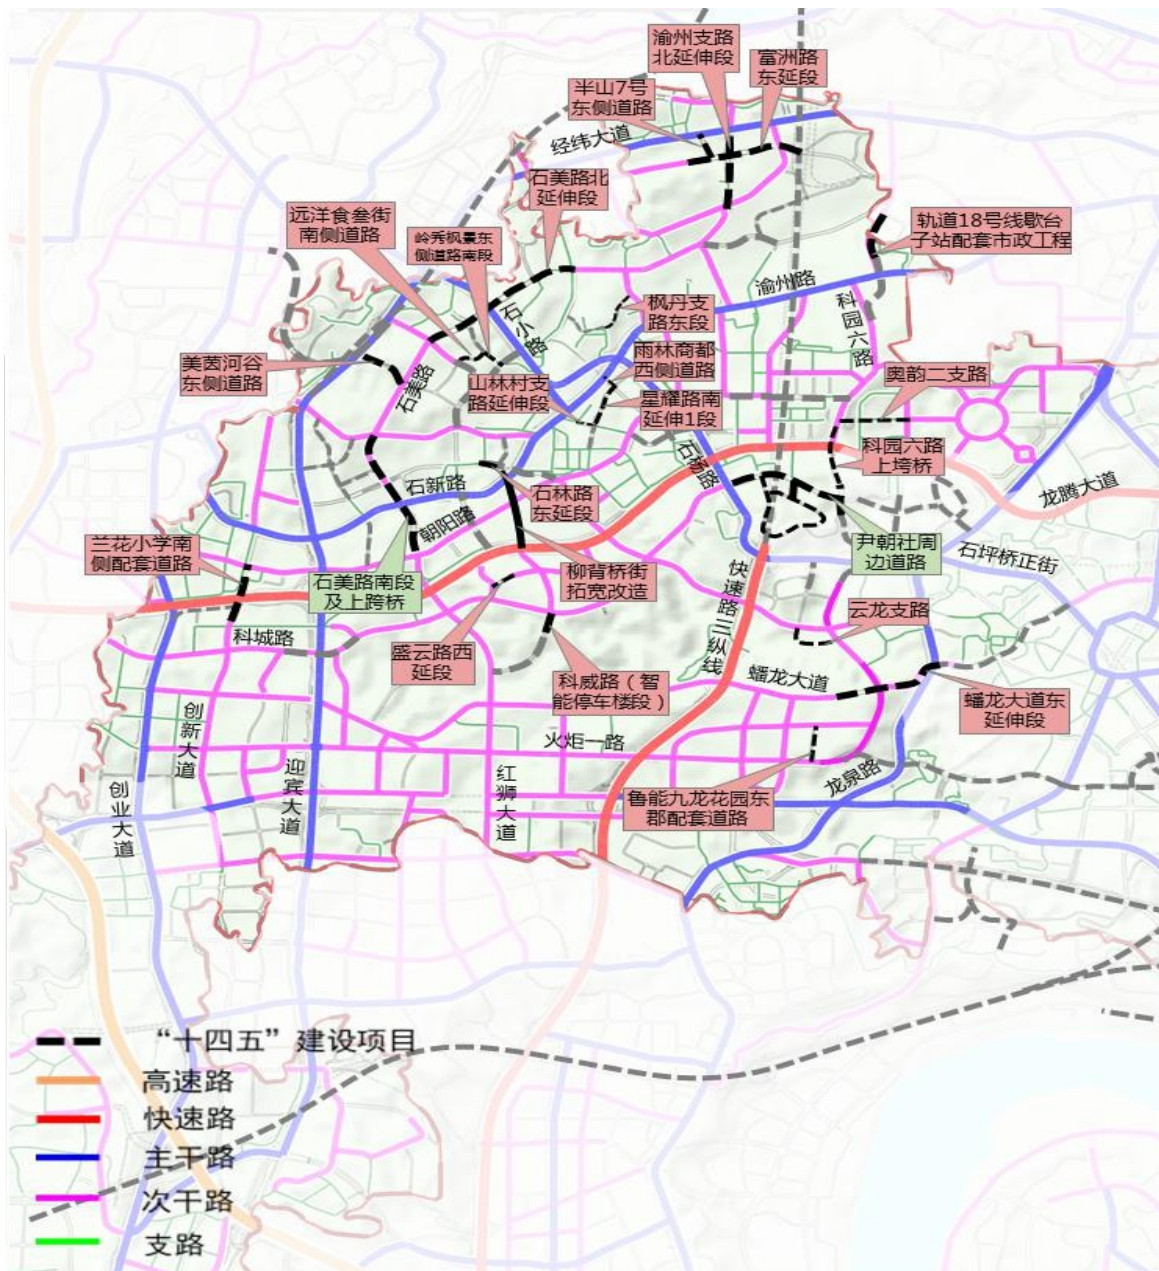 渝州支路
北延伸段
富洲路
东延段
半山7号
东侧道路
经纬大道
石美路北
延伸段
远洋食叁街
南侧道路
岭秀枫景东
侧道路南段
轨道18号线歇台
子站配套市政工程
渝州路
科园六路
枫丹支
路东段
石小路
雨林商都
西侧道路
美茵河谷
东侧道路
石美路
山林村支
路延伸段
星耀路南
延伸1段
奥韵二支路
科园六路
上垮桥
石杨路
石新路
石林路
东延段
龙腾大道
朝阳路
兰花小学南
侧配套道路
尹朝社周
边道路
石坪桥正街
石美路南段
及上跨桥
柳背桥街
拓宽改造
快速路三纵线
云龙支路
科城路
盛云路西
延段
科威路（智
能停车楼段）
蟠龙大道
蟠龙大道东
延伸段
创新大道
火炬一路
迎宾大道
红狮大道
龙泉路
创业大道
鲁能九龙花园东
郡配套道路
“十四五”建设项目
高速路
快速路
主干路
次干路
支路